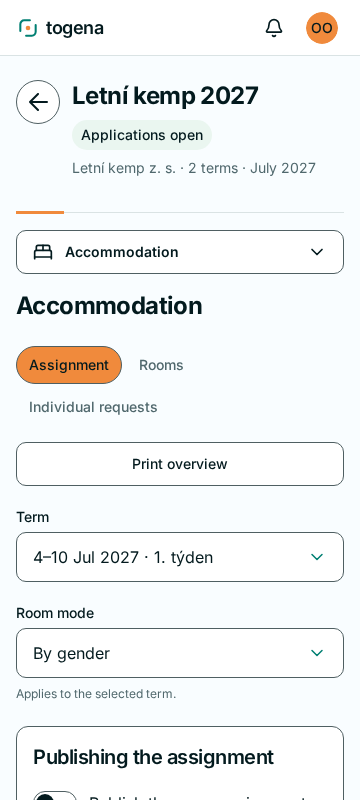 togena
OO
Letní kemp 2027
Applications open
Letní kemp z. s. · 2 terms · July 2027
Accommodation
Accommodation
Assignment
Rooms
Individual requests
Print overview
Term
4–10 Jul 2027 · 1. týden
Room mode
By gender
Applies to the selected term.
Publishing the assignment